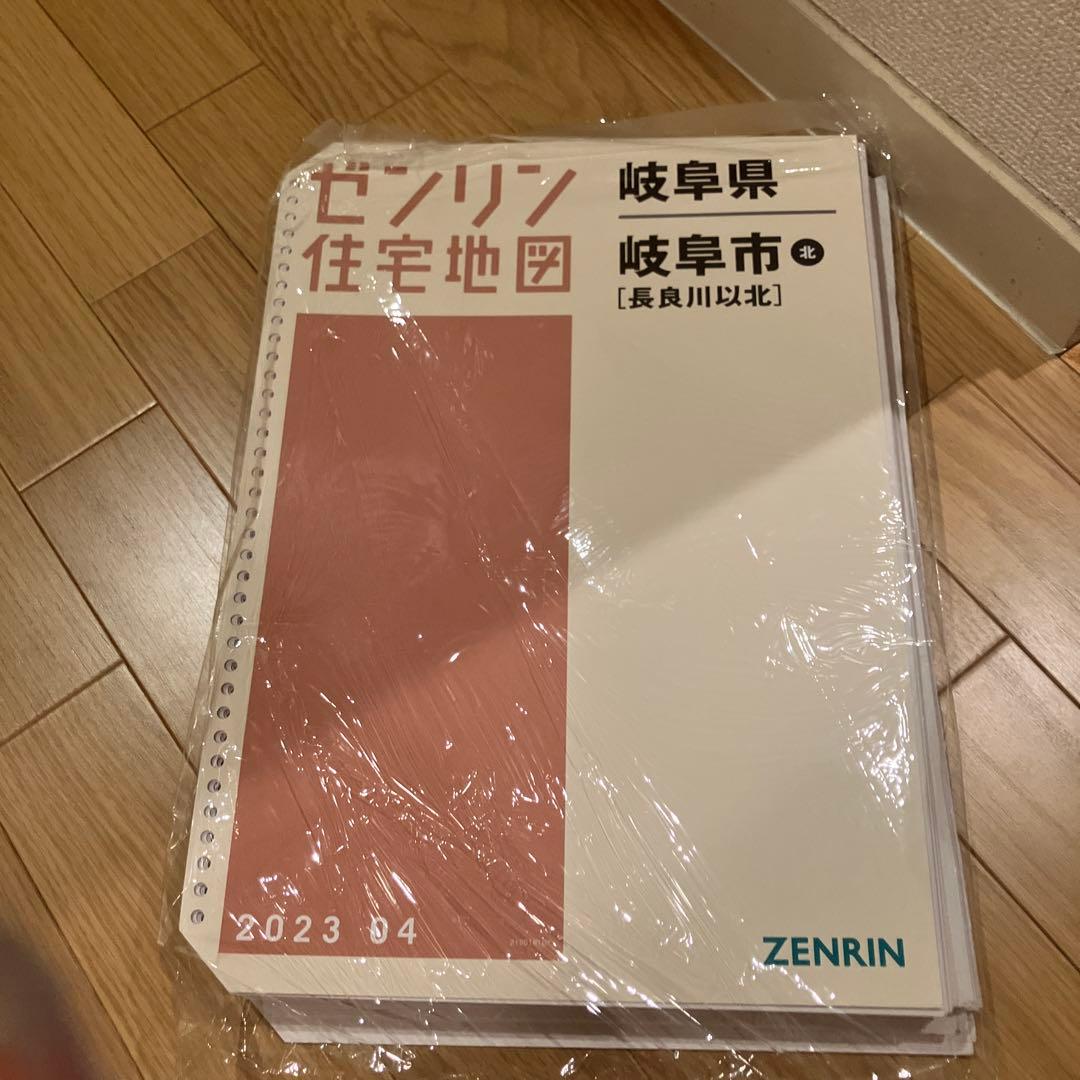 ゼンリン
住宅地図
岐阜県
岐阜市 北
[長良川以北]
2023 04
ZENRIN